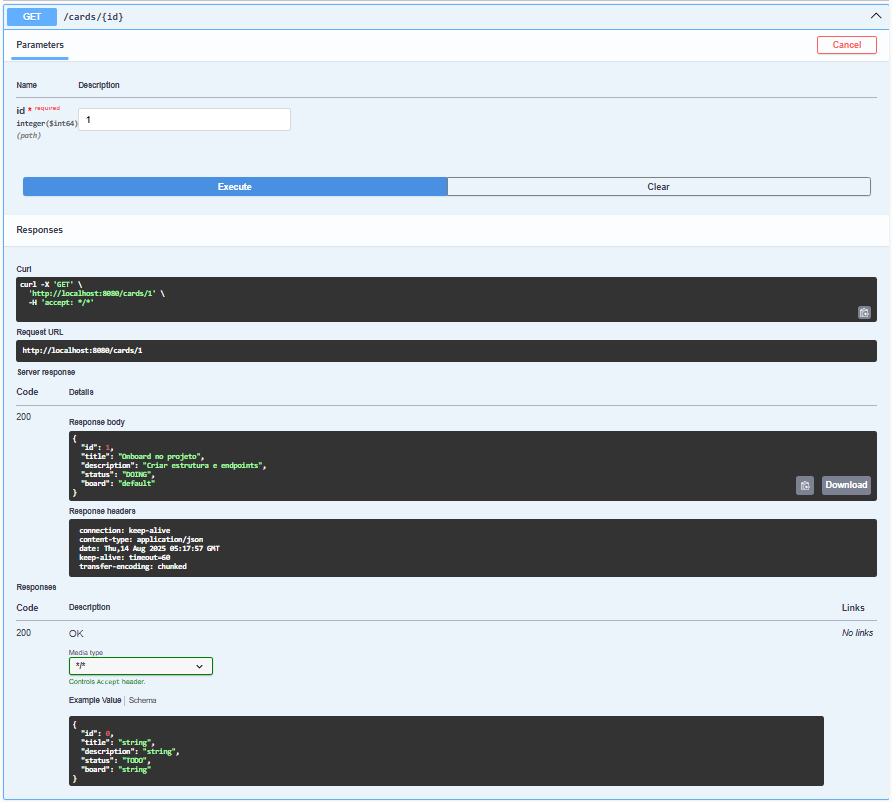 GET /cards/{id}
Parameters
Cancel
Name Description
id * required
integer($int64)
(path)
1
Execute
Clear
Responses
Curl
curl -X 'GET' \
  'http://localhost:8080/cards/1' \
  -H 'accept: */*'
Request URL
http://localhost:8080/cards/1
Server response
Code Details
200
Response body
{
  "id": 1,
  "title": "Onboard no projeto",
  "description": "Criar estrutura e endpoints",
  "status": "DOING",
  "board": "default"
}
Download
Response headers
connection: keep-alive
content-type: application/json
date: Thu,14 Aug 2025 05:17:57 GMT
keep-alive: timeout=60
transfer-encoding: chunked
Responses
Code Description Links
200 OK No links
Media type
*/*
Controls Accept header.
Example Value | Schema
{
  "id": 0,
  "title": "string",
  "description": "string",
  "status": "TODO",
  "board": "string"
}